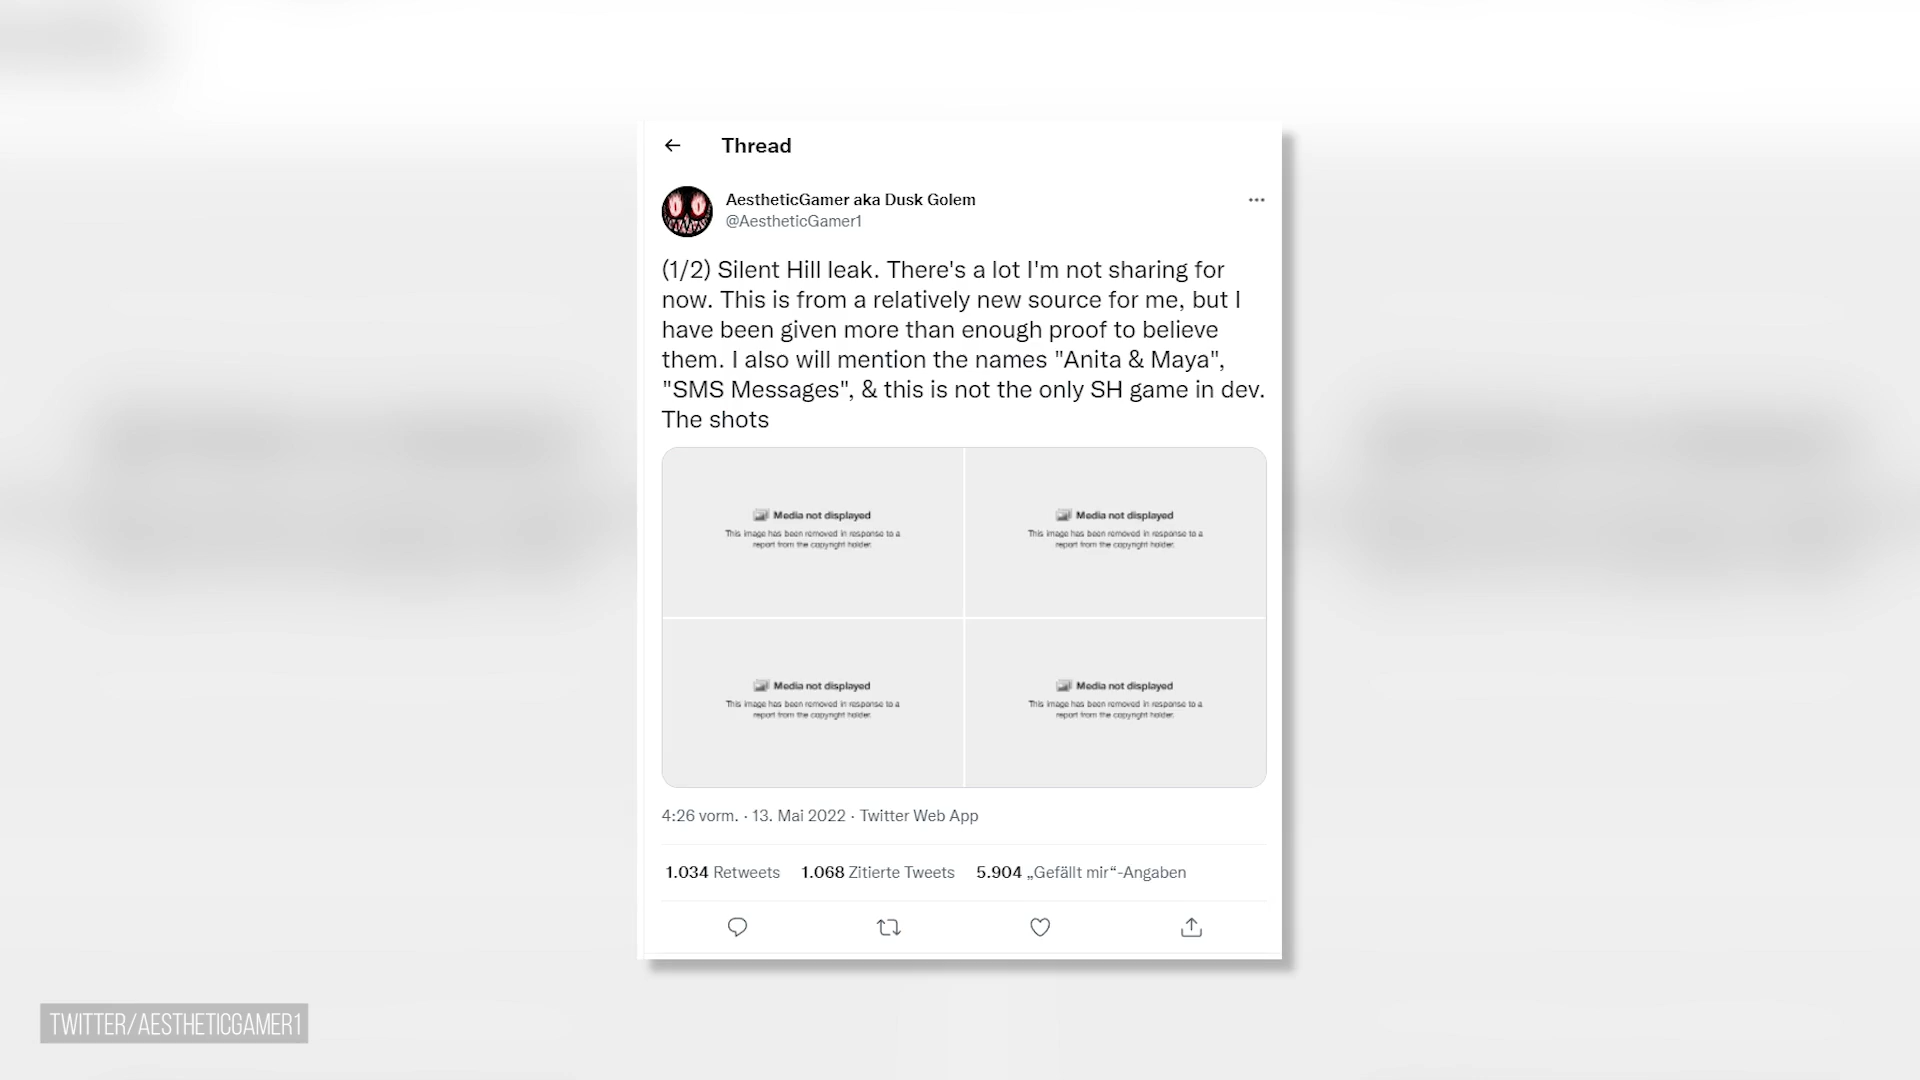 Thread
AestheticGamer aka Dusk Golem
@AestheticGamer1
(1/2) Silent Hill leak. There's a lot I'm not sharing for
now. This is from a relatively new source for me, but I
have been given more than enough proof to believe
them. I also will mention the names "Anita & Maya",
"SMS Messages", & this is not the only SH game in dev.
The shots
Media not displayed
This image has been removed in response to a
report from the copyright holder.
Media not displayed
This image has been removed in response to a
report from the copyright holder.
Media not displayed
This image has been removed in response to a
report from the copyright holder.
Media not displayed
This image has been removed in response to a
report from the copyright holder.
4:26 vorm. · 13. Mai 2022 · Twitter Web App
1.034 Retweets 1.068 Zitierte Tweets 5.904 „Gefällt mir“-Angaben
TWITTER/AESTHETICGAMER1